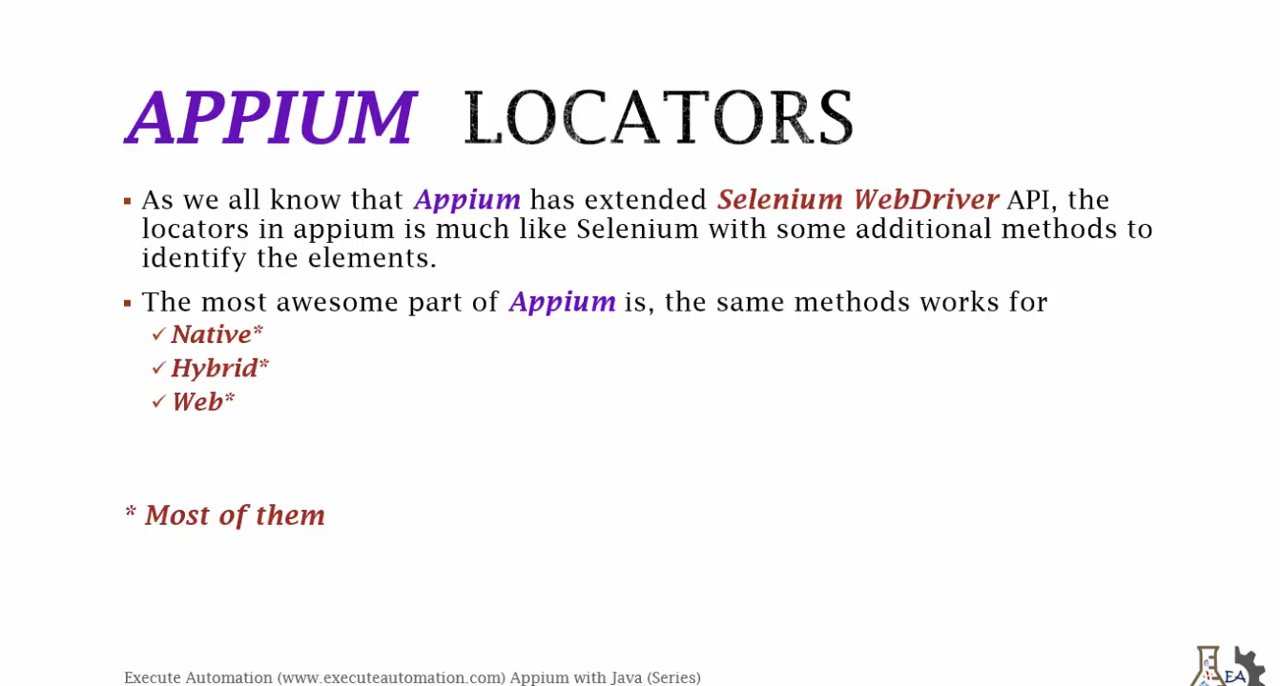 APPIUM LOCATORS
▪ As we all know that Appium has extended Selenium WebDriver API, the
locators in appium is much like Selenium with some additional methods to
identify the elements.
▪ The most awesome part of Appium is, the same methods works for
✓ Native*
✓ Hybrid*
✓ Web*
* Most of them
Execute Automation (www.executeautomation.com) Appium with Java (Series)
EA